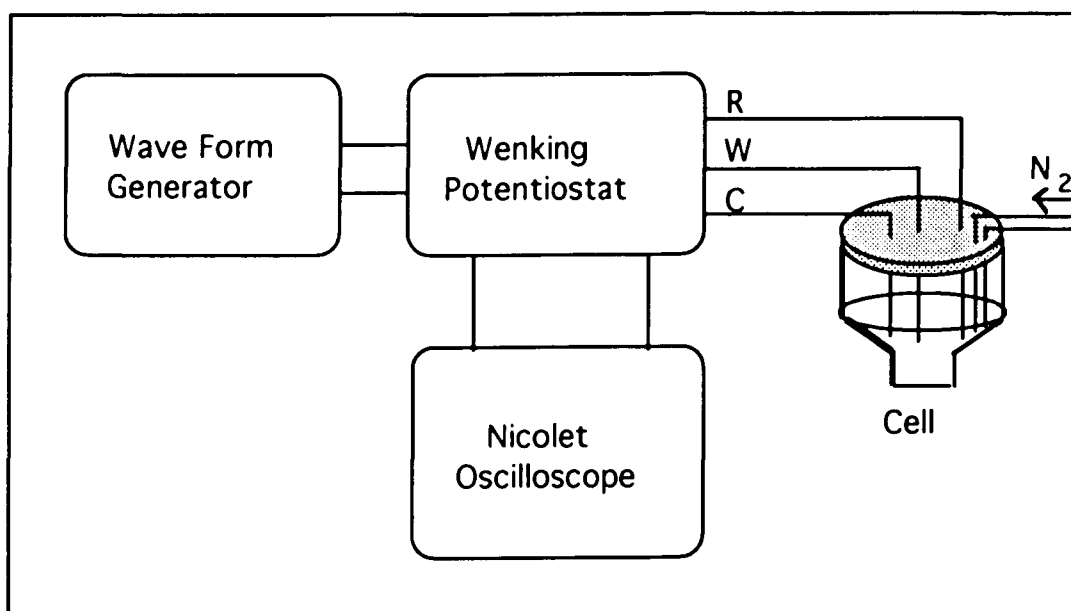 Wave Form
Generator
Wenking
Potentiostat
R
W
C
N2
Cell
Nicolet
Oscilloscope